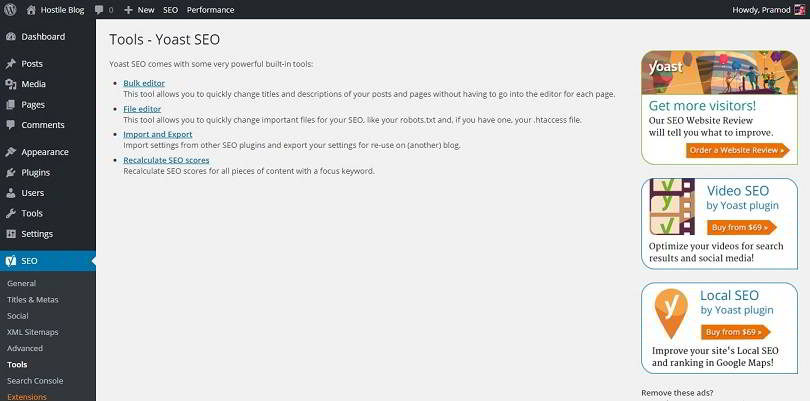 Hostile Blog 0 New SEO Performance Howdy, Pramod
Dashboard
Posts
Media
Pages
Comments
Appearance
Plugins
Users
Tools
Settings
SEO
General
Titles & Metas
Social
XML Sitemaps
Advanced
Tools
Search Console
Extensions
Tools - Yoast SEO
Yoast SEO comes with some very powerful built-in tools:
Bulk editor
This tool allows you to quickly change titles and descriptions of your posts and pages without having to go into the editor for each page.
File editor
This tool allows you to quickly change important files for your SEO, like your robots.txt and, if you have one, your .htaccess file.
Import and Export
Import settings from other SEO plugins and export your settings for re-use on (another) blog.
Recalculate SEO scores
Recalculate SEO scores for all pieces of content with a focus keyword.
yoast
Get more visitors!
Our SEO Website Review
will tell you what to improve.
Order a Website Review »
Video SEO
by Yoast plugin
Buy from $69 »
Optimize your videos for search
results and social media!
Local SEO
by Yoast plugin
Buy from $69 »
Improve your site's Local SEO
and ranking in Google Maps!
Remove these ads?